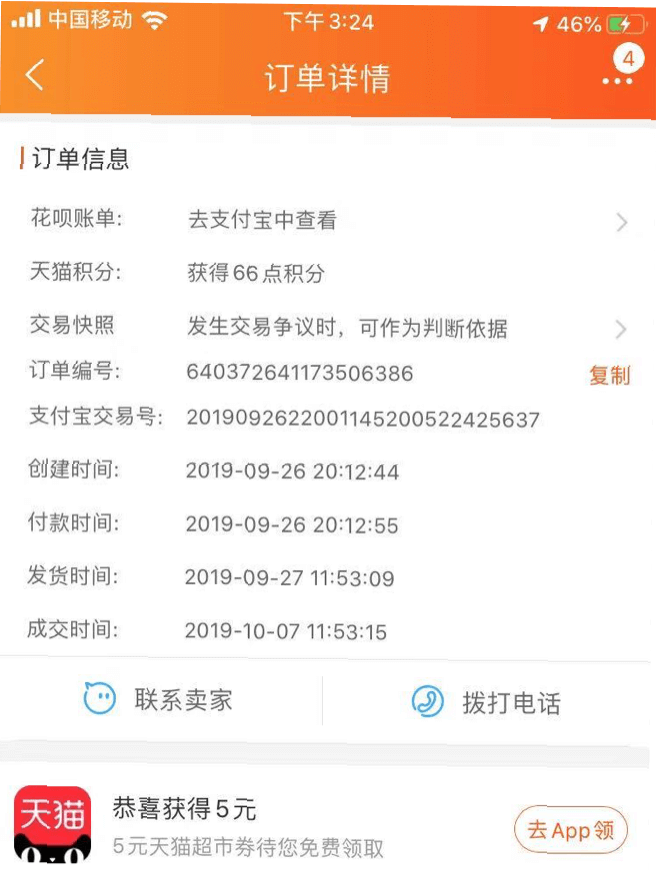 中国移动 下午 3:24 46%
订单详情 4
订单信息
花呗账单: 去支付宝中查看
天猫积分: 获得66点积分
交易快照 发生交易争议时，可作为判断依据
订单编号: 640372641173506386 复制
支付宝交易号: 2019092622001145200522425637
创建时间: 2019-09-26 20:12:44
付款时间: 2019-09-26 20:12:55
发货时间: 2019-09-27 11:53:09
成交时间: 2019-10-07 11:53:15
联系卖家 拨打电话
天猫 恭喜获得5元 去App领
5元天猫超市券待您免费领取